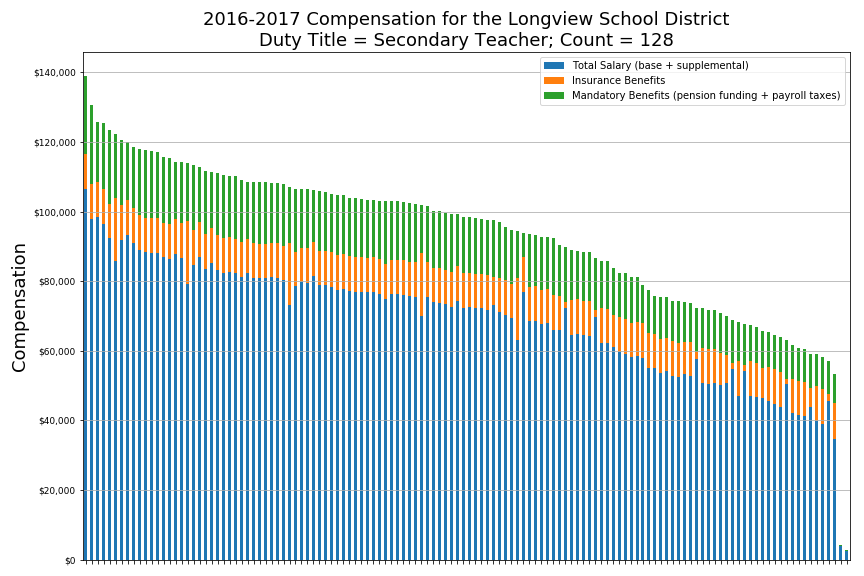 2016-2017 Compensation for the Longview School District
Duty Title = Secondary Teacher; Count = 128
Total Salary (base + supplemental)
Insurance Benefits
Mandatory Benefits (pension funding + payroll taxes)
Compensation
$140,000
$120,000
$100,000
$80,000
$60,000
$40,000
$20,000
$0